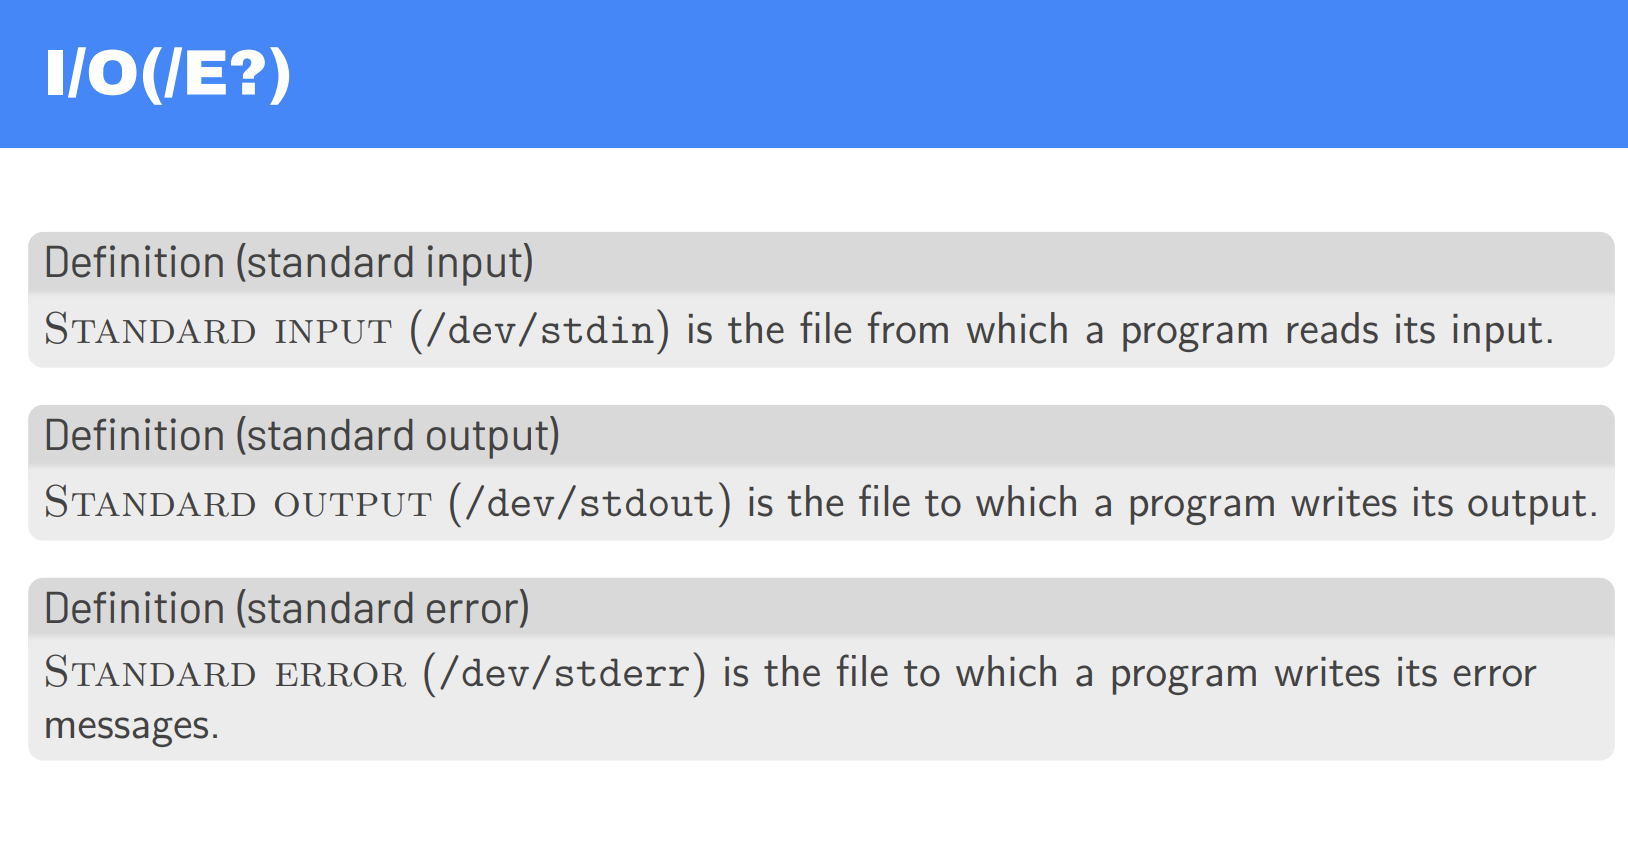 I/O(/E?)
Definition (standard input)
Standard input (/dev/stdin) is the file from which a program reads its input.
Definition (standard output)
Standard output (/dev/stdout) is the file to which a program writes its output.
Definition (standard error)
Standard error (/dev/stderr) is the file to which a program writes its error
messages.